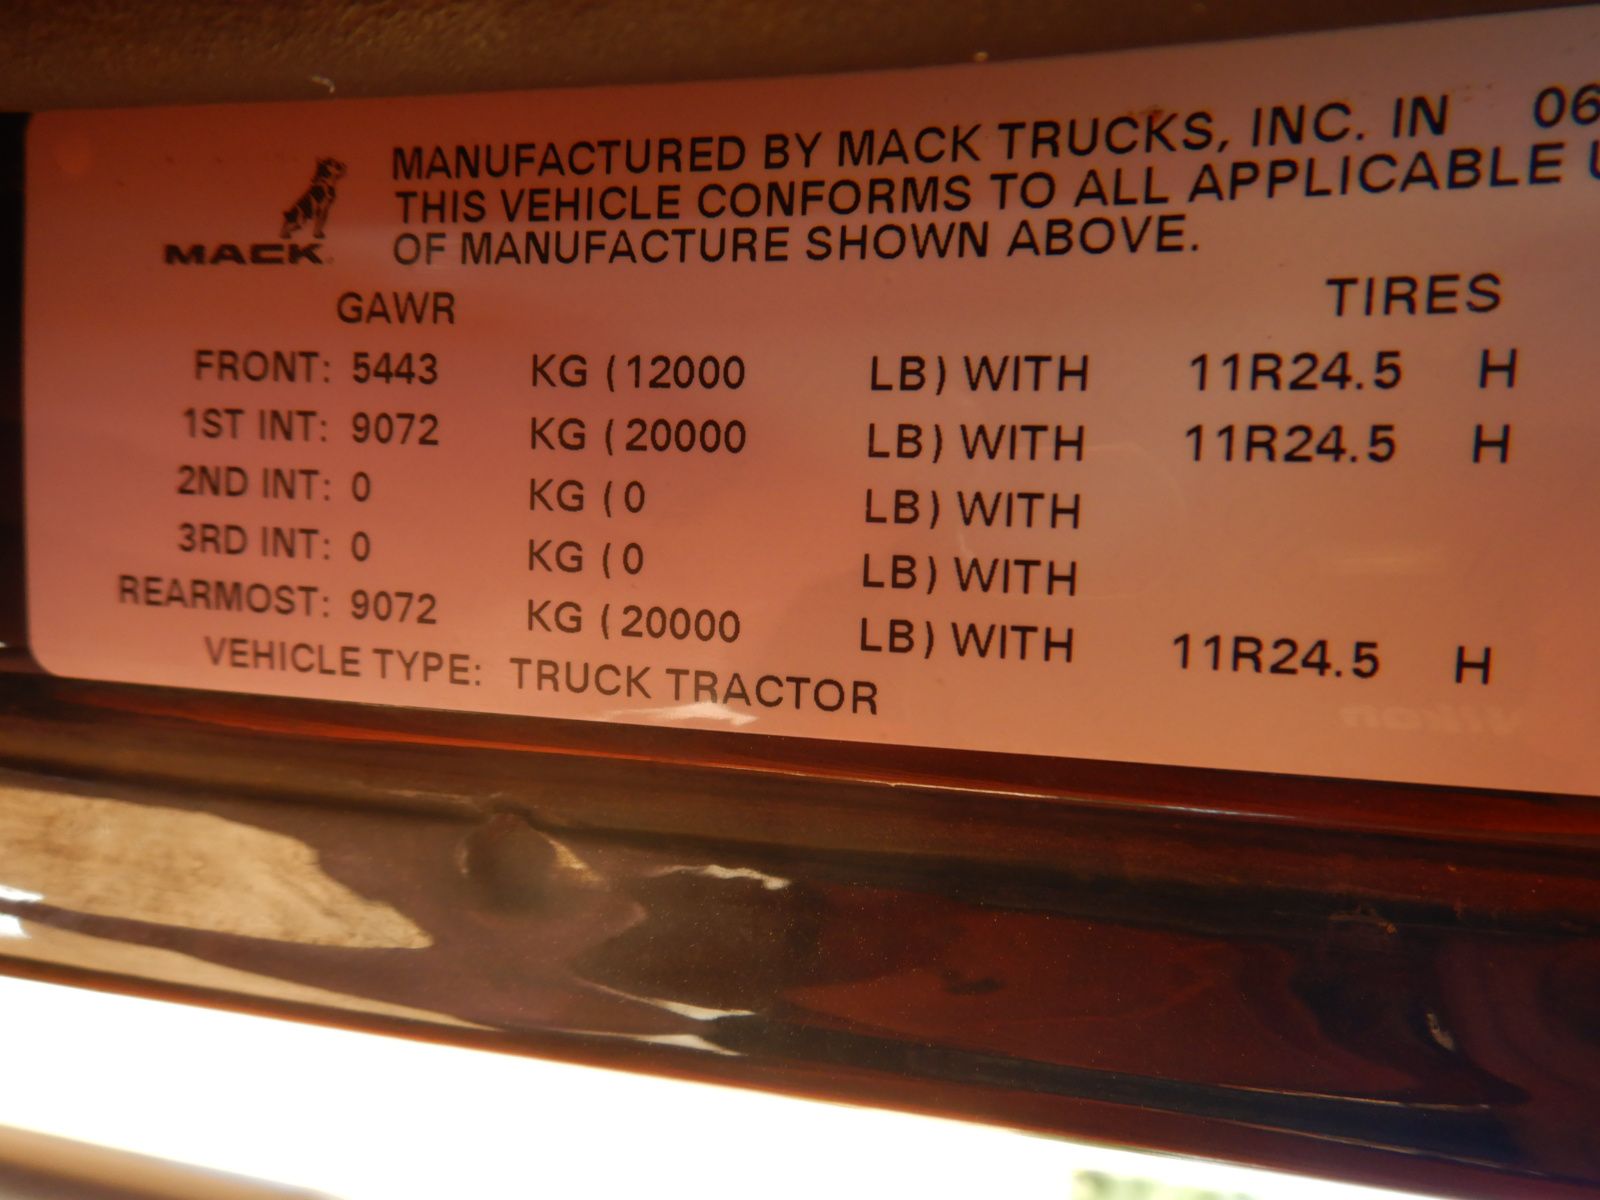 MANUFACTURED BY MACK TRUCKS, INC. IN 06
THIS VEHICLE CONFORMS TO ALL APPLICABLE
OF MANUFACTURE SHOWN ABOVE.
MACK
GAWR TIRES
FRONT: 5443 KG (12000 LB) WITH 11R24.5 H
1ST INT: 9072 KG (20000 LB) WITH 11R24.5 H
2ND INT: 0 KG (0 LB) WITH
3RD INT: 0 KG (0 LB) WITH
REARMOST: 9072 KG (20000 LB) WITH 11R24.5 H
VEHICLE TYPE: TRUCK TRACTOR